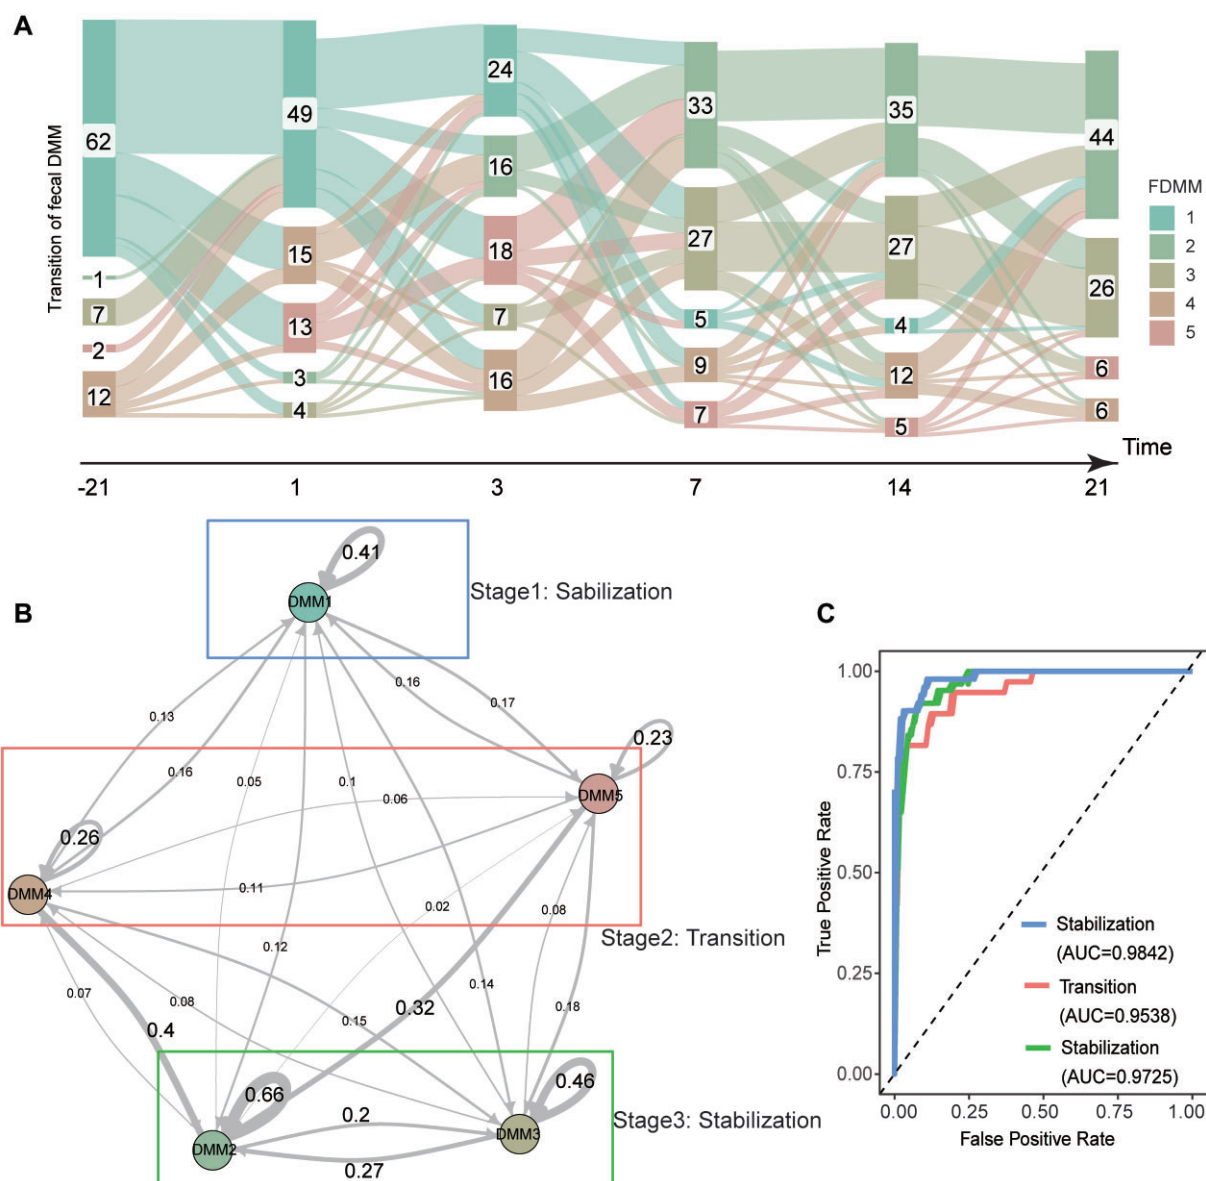 A
Transition of fecal DMM
62
1
7
2
12
49
15
13
3
4
24
16
18
7
16
33
27
5
9
7
35
27
4
12
5
44
26
6
6
FDMM
1
2
3
4
5
Time
-21 1 3 7 14 21
B
0.41
DMM1
Stage1: Sabilization
0.16
0.17
0.13
0.23
0.16
0.05
0.1
0.06
DMM5
0.26
DMM4
0.11
0.02
0.08
Stage2: Transition
0.12
0.14
0.07
0.08
0.15
0.32
0.18
0.4
0.66
0.46
0.2
Stage3: Stabilization
DMM2
DMM3
0.27
C
True Positive Rate
1.00
0.75
0.50
0.25
0.00
Stabilization
(AUC=0.9842)
Transition
(AUC=0.9538)
Stabilization
(AUC=0.9725)
0.00 0.25 0.50 0.75 1.00
False Positive Rate